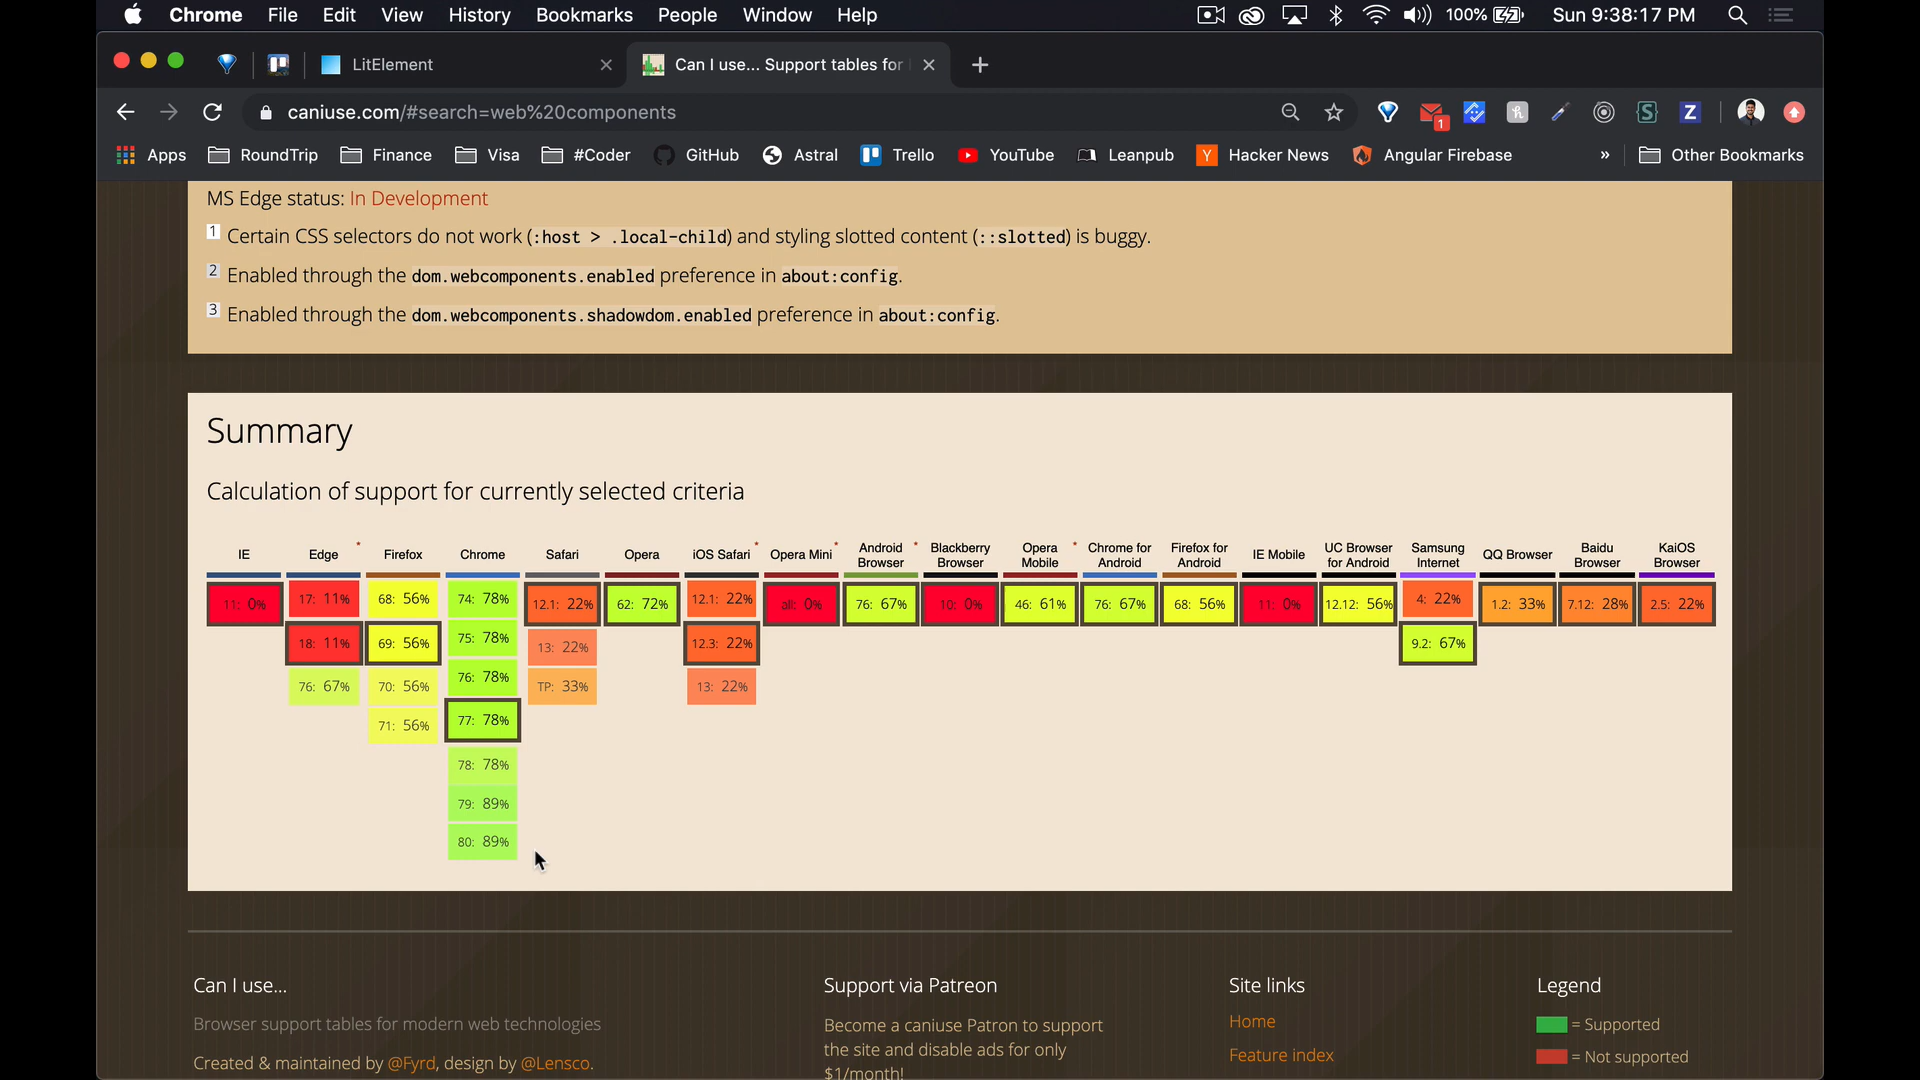 Chrome File Edit View History Bookmarks People Window Help 100% Sun 9:38:17 PM
LitElement
Can I use... Support tables for
caniuse.com/#search=web%20components
1
Apps RoundTrip Finance Visa #Coder GitHub Astral Trello YouTube Leanpub Hacker News Angular Firebase » Other Bookmarks
MS Edge status: In Development
1 Certain CSS selectors do not work (:host > .local-child) and styling slotted content (::slotted) is buggy.
2 Enabled through the dom.webcomponents.enabled preference in about:config.
3 Enabled through the dom.webcomponents.shadowdom.enabled preference in about:config.
Summary
Calculation of support for currently selected criteria
IE Edge * Firefox Chrome Safari Opera iOS Safari * Opera Mini * Android Browser * Blackberry Browser Opera Mobile * Chrome for Android Firefox for Android IE Mobile UC Browser for Android Samsung Internet QQ Browser Baidu Browser KaiOS Browser
11: 0% 17: 11% 68: 56% 74: 78% 12.1: 22% 62: 72% 12.1: 22% all: 0% 76: 67% 10: 0% 46: 61% 76: 67% 68: 56% 11: 0% 12.12: 56% 4: 22% 1.2: 33% 7.12: 28% 2.5: 22%
18: 11% 69: 56% 75: 78% 13: 22% 12.3: 22% 9.2: 67%
76: 67% 70: 56% 76: 78% TP: 33% 13: 22%
71: 56% 77: 78%
78: 78%
79: 89%
80: 89%
Can I use...
Browser support tables for modern web technologies
Created & maintained by @Fyrd, design by @Lensco.
Support via Patreon
Become a caniuse Patron to support
the site and disable ads for only
$1/month!
Site links
Home
Feature index
Legend
= Supported
= Not supported